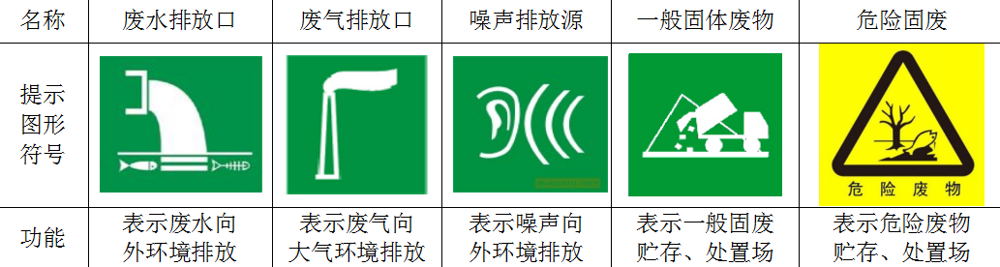 名称 废水排放口 废气排放口 噪声排放源 一般固体废物 危险固废
提示
图形
符号
危险废物
功能
表示废水向
外环境排放
表示废气向
大气环境排放
表示噪声向
外环境排放
表示一般固废
贮存、处置场
表示危险废物
贮存、处置场